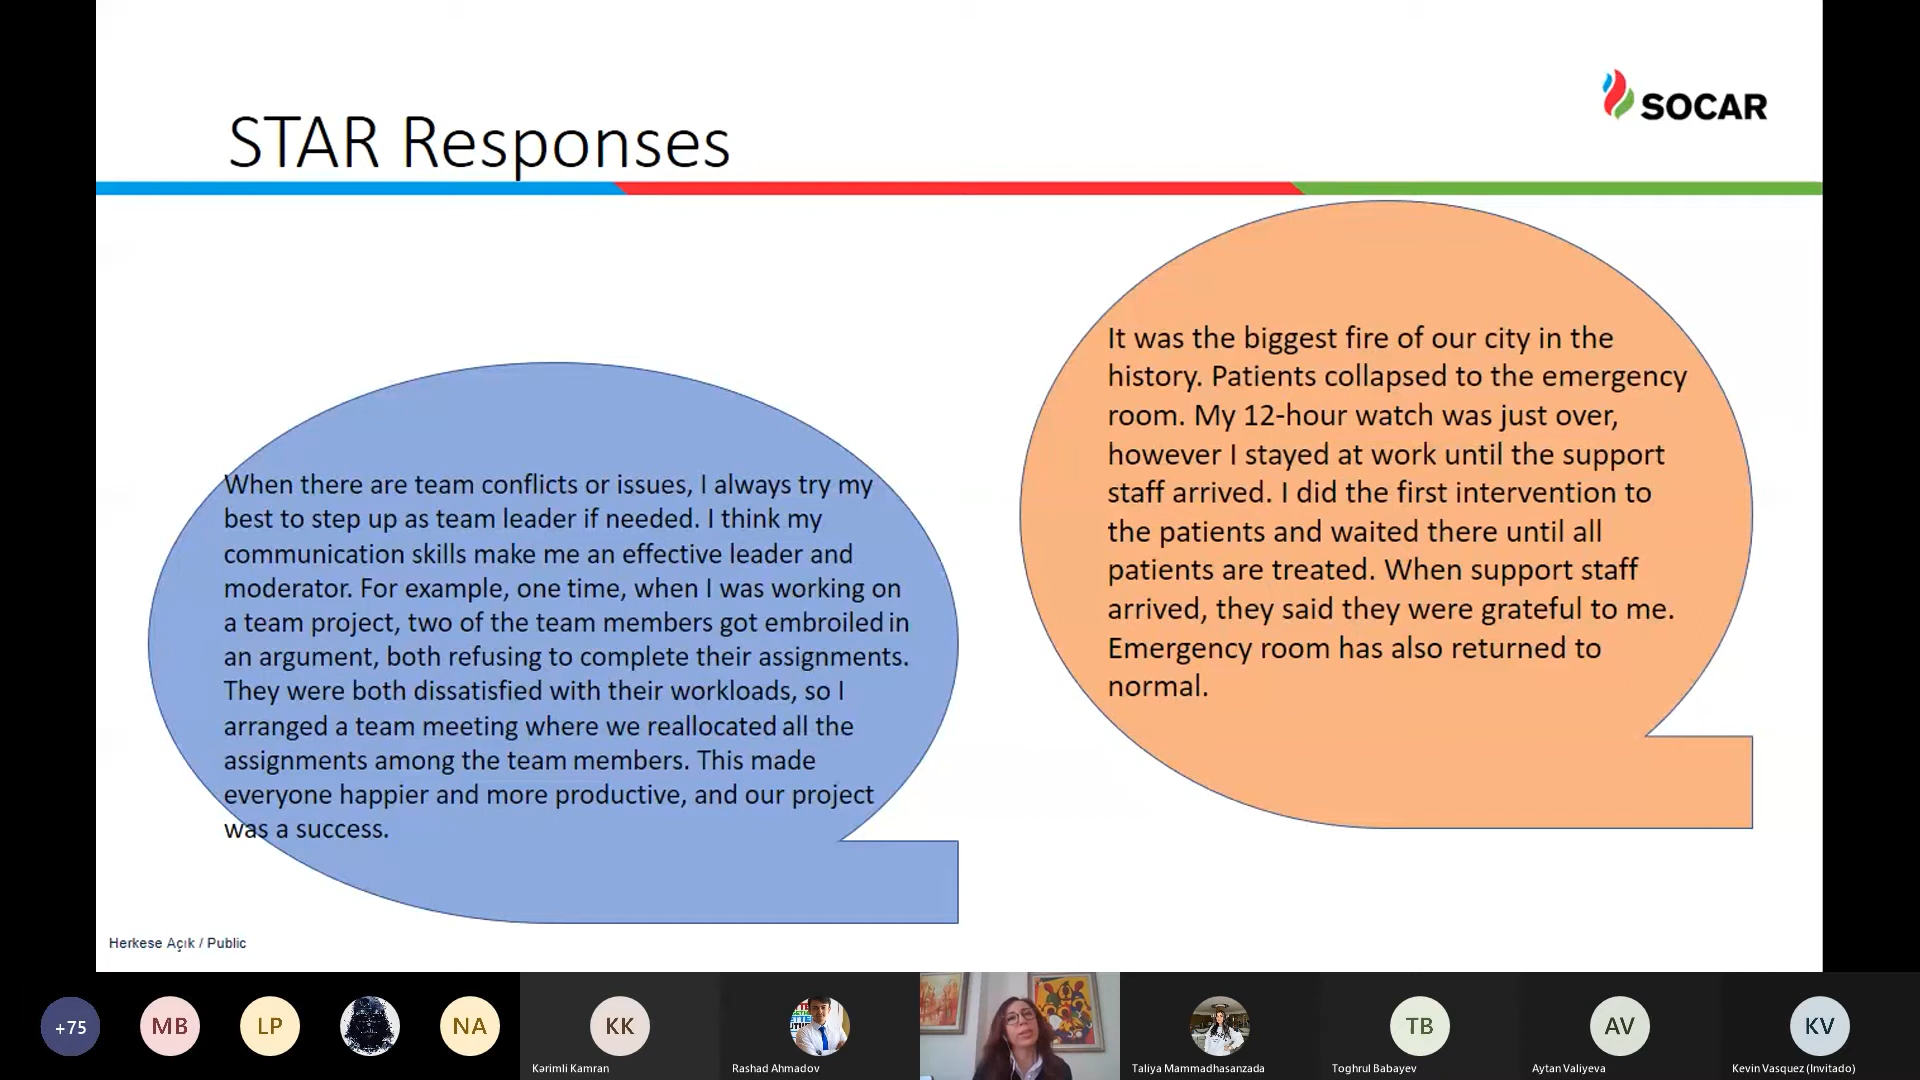 STAR Responses
SOCAR
When there are team conflicts or issues, I always try my
best to step up as team leader if needed. I think my
communication skills make me an effective leader and
moderator. For example, one time, when I was working on
a team project, two of the team members got embroiled in
an argument, both refusing to complete their assignments.
They were both dissatisfied with their workloads, so I
arranged a team meeting where we reallocated all the
assignments among the team members. This made
everyone happier and more productive, and our project
was a success.
It was the biggest fire of our city in the
history. Patients collapsed to the emergency
room. My 12-hour watch was just over,
however I stayed at work until the support
staff arrived. I did the first intervention to
the patients and waited there until all
patients are treated. When support staff
arrived, they said they were grateful to me.
Emergency room has also returned to
normal.
Herkese Açık / Public
+75
MB
LP
NA
KK
Kərimli Kamran
Rashad Ahmadov
Taliya Mammadhasanzada
TB
Toghrul Babayev
AV
Aytan Valiyeva
KV
Kevin Vasquez (Invitado)